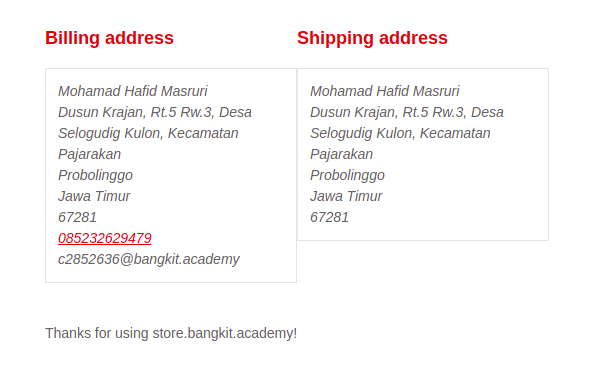 Billing address
Mohamad Hafid Masruri
Dusun Krajan, Rt.5 Rw.3, Desa
Selogudig Kulon, Kecamatan
Pajarakan
Probolinggo
Jawa Timur
67281
085232629479
c2852636@bangkit.academy
Shipping address
Mohamad Hafid Masruri
Dusun Krajan, Rt.5 Rw.3, Desa
Selogudig Kulon, Kecamatan
Pajarakan
Probolinggo
Jawa Timur
67281
Thanks for using store.bangkit.academy!